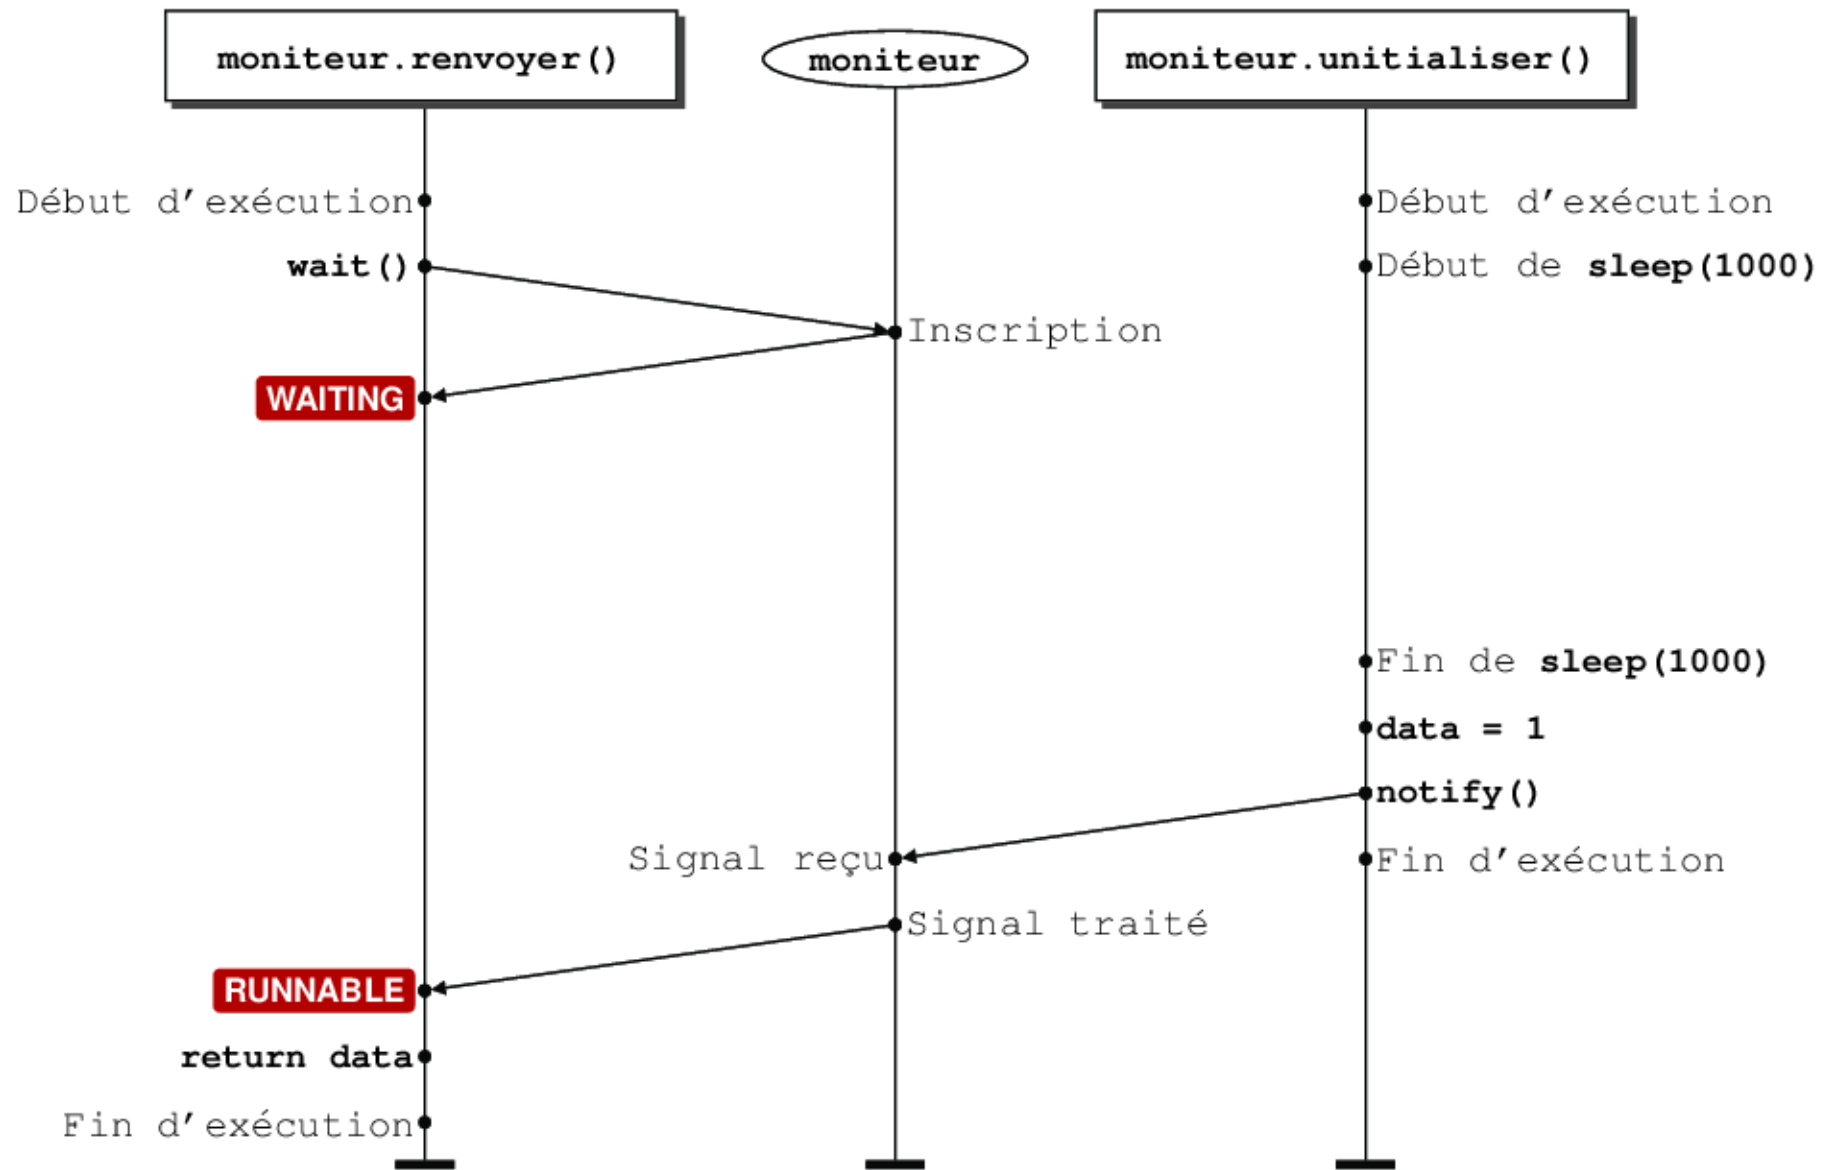 moniteur.renvoyer()
moniteur
moniteur.unitialiser()
Début d'exécution
Début d'exécution
wait()
Début de sleep(1000)
Inscription
WAITING
Fin de sleep(1000)
data = 1
notify()
Signal reçu
Fin d'exécution
Signal traité
RUNNABLE
return data
Fin d'exécution